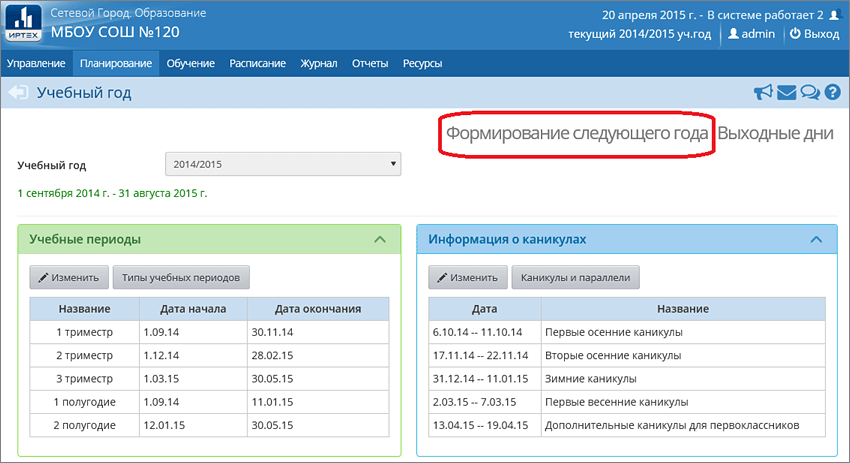 Сетевой Город. Образование
20 апреля 2015 г. - В системе работает 2
ИРТЕХ
МБОУ СОШ №120
текущий 2014/2015 уч.год admin Выход
Управление Планирование Обучение Расписание Журнал Отчеты Ресурсы
Учебный год
Формирование следующего года Выходные дни
Учебный год 2014/2015
1 сентября 2014 г. - 31 августа 2015 г.
Учебные периоды
Изменить Типы учебных периодов
Название Дата начала Дата окончания
1 триместр 1.09.14 30.11.14
2 триместр 1.12.14 28.02.15
3 триместр 1.03.15 30.05.15
1 полугодие 1.09.14 11.01.15
2 полугодие 12.01.15 30.05.15
Информация о каникулах
Изменить Каникулы и параллели
Дата Название
6.10.14 -- 11.10.14 Первые осенние каникулы
17.11.14 -- 22.11.14 Вторые осенние каникулы
31.12.14 -- 11.01.15 Зимние каникулы
2.03.15 -- 7.03.15 Первые весенние каникулы
13.04.15 -- 19.04.15 Дополнительные каникулы для первоклассников